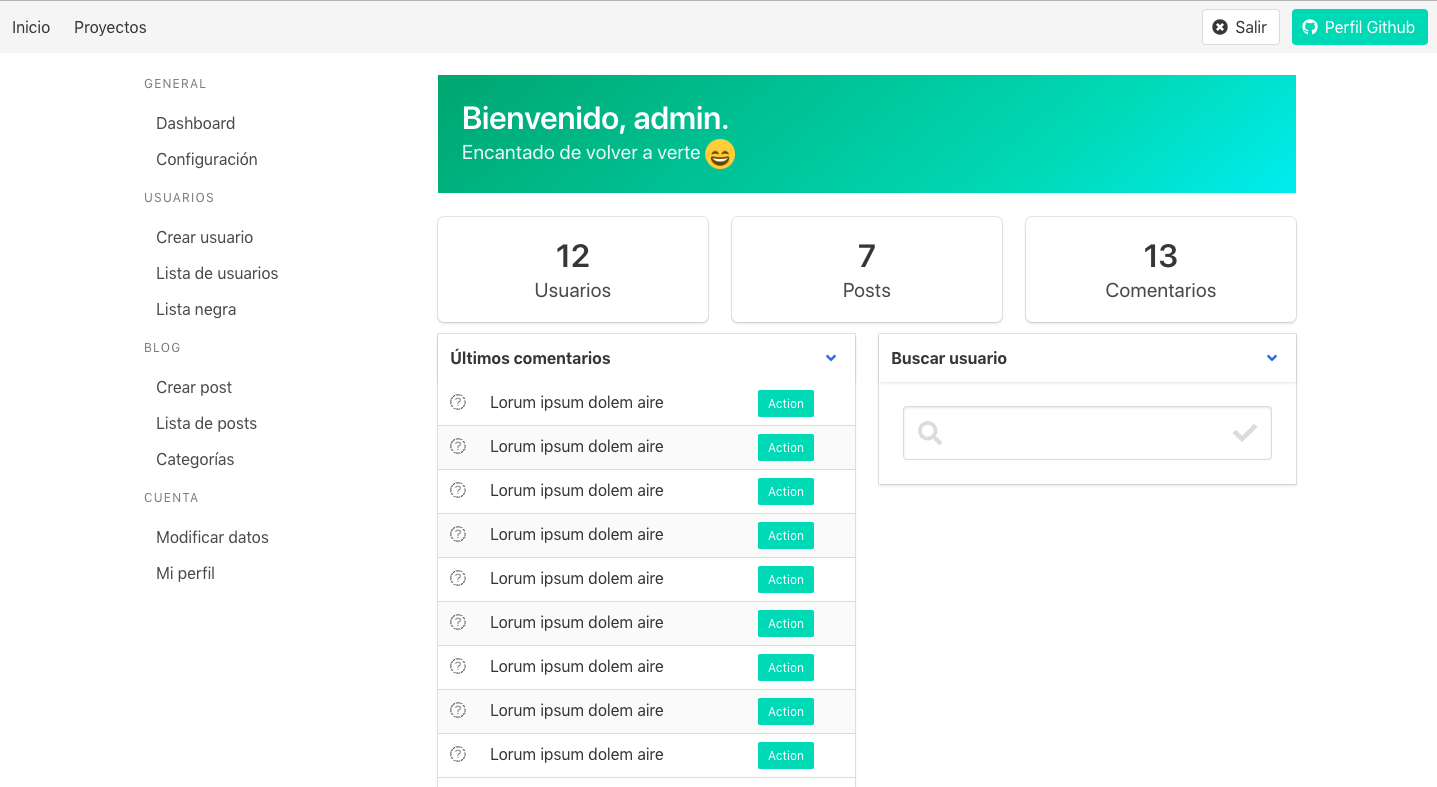 Inicio Proyectos Salir Perfil Github
GENERAL
Dashboard
Configuración
USUARIOS
Crear usuario
Lista de usuarios
Lista negra
BLOG
Crear post
Lista de posts
Categorías
CUENTA
Modificar datos
Mi perfil
Bienvenido, admin.
Encantado de volver a verte 😄
12
Usuarios
7
Posts
13
Comentarios
Últimos comentarios
Lorum ipsum dolem aire Action
Lorum ipsum dolem aire Action
Lorum ipsum dolem aire Action
Lorum ipsum dolem aire Action
Lorum ipsum dolem aire Action
Lorum ipsum dolem aire Action
Lorum ipsum dolem aire Action
Lorum ipsum dolem aire Action
Lorum ipsum dolem aire Action
Buscar usuario